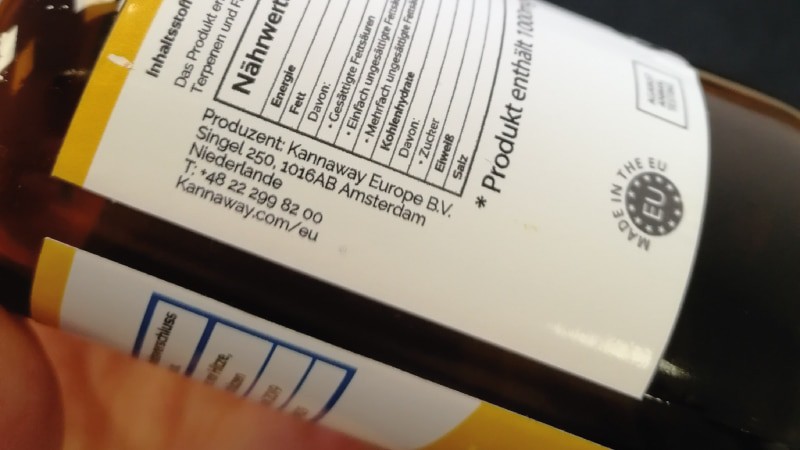 Inhaltsstoff
Das Produkt
Terpenen und
Nährwert
Energie
Fett
Davon:
• Gesättigte Fettsäuren
• Einfach ungesättigte
• Mehrfach ungesättigte
Kohlenhydrate
Davon:
• Zucker
Eiweiß
Salz
* Produkt enthält
Produzent: Kannaway Europe B.V.
Singel 250, 1016AB Amsterdam
Niederlande
T: +48 22 299 82 00
Kannaway.com/eu
MADE IN THE EU
EU